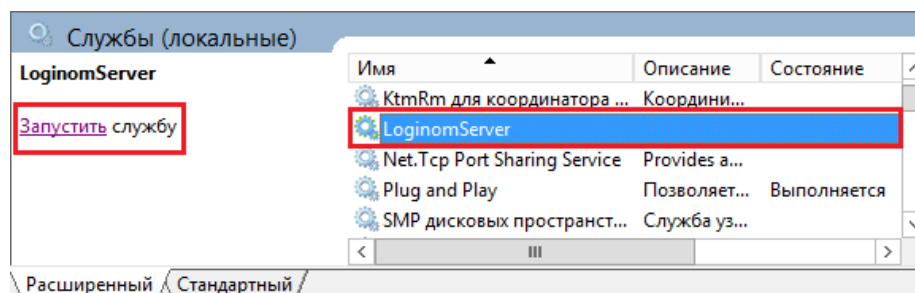 Службы (локальные)
LoginomServer
Запустить службу
Имя Описание Состояние
KtmRm для координатора ... Координи...
LoginomServer
Net.Tcp Port Sharing Service Provides a...
Plug and Play Позволяет... Выполняется
SMP дисковых пространст... Служба уз...
Расширенный Стандартный